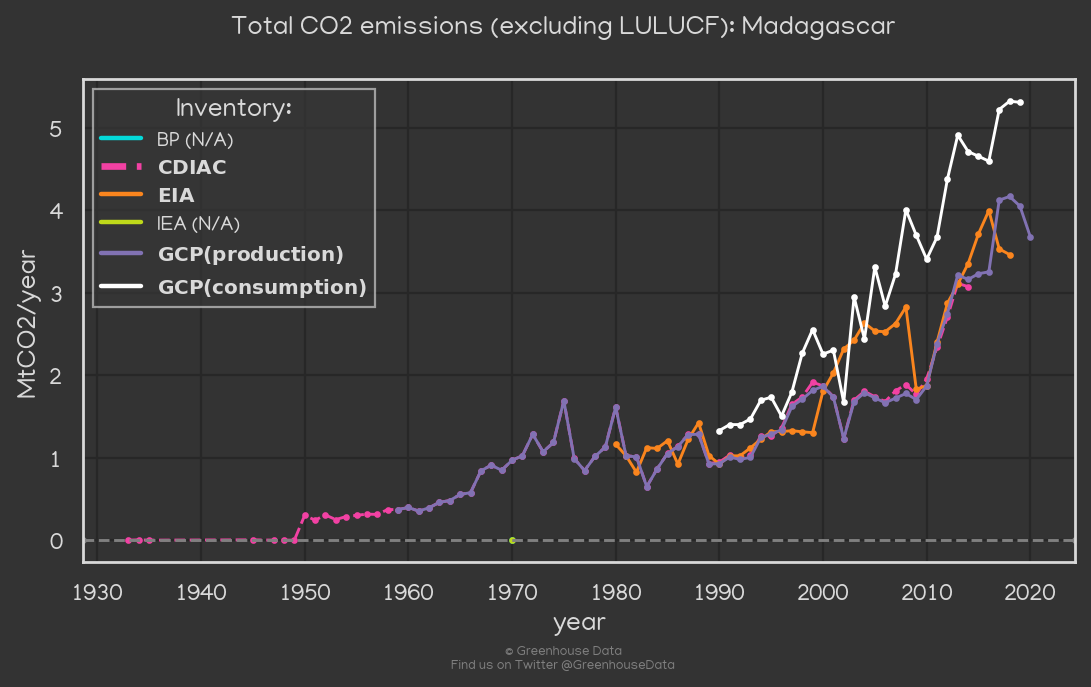 Total CO2 emissions (excluding LULUCF): Madagascar
Inventory:
BP (N/A)
CDIAC
EIA
IEA (N/A)
GCP(production)
GCP(consumption)
MtCO2/year
5
4
3
2
1
0
1930 1940 1950 1960 1970 1980 1990 2000 2010 2020
year
© Greenhouse Data
Find us on Twitter @GreenhouseData